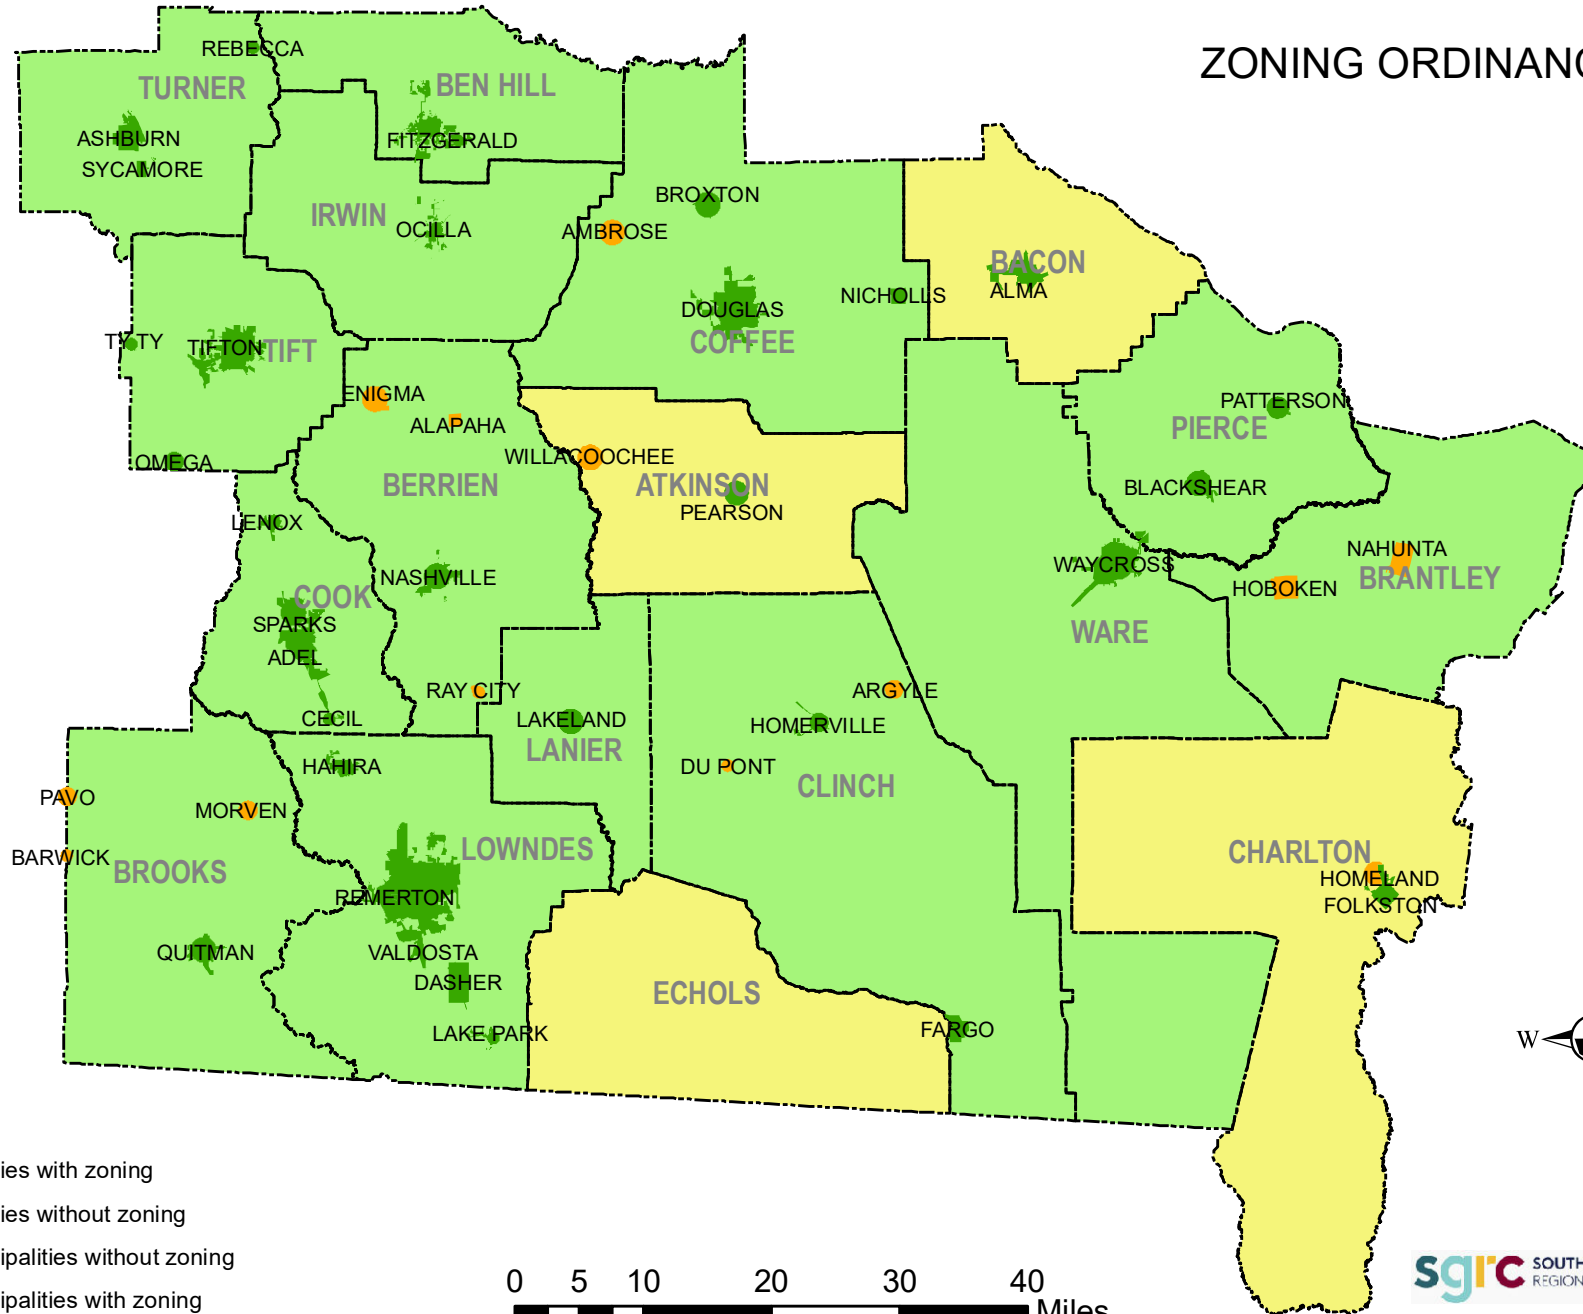 ZONING ORDINANC
REBECCA
TURNER
BEN HILL
ASHBURN
FITZGERALD
SYCAMORE
BROXTON
IRWIN
OCILLA
AMBROSE
BACON
ALMA
NICHOLLS
DOUGLAS
COFFEE
TY TY
TIFTON
TIFT
ENIGMA
ALAPAHA
PATTERSON
PIERCE
OMEGA
WILLACOOCHEE
BERRIEN
ATKINSON
PEARSON
BLACKSHEAR
LENOX
NAHUNTA
WAYCROSS
BRANTLEY
HOBOKEN
NASHVILLE
COOK
SPARKS
ADEL
WARE
RAY CITY
ARGYLE
CECIL
LAKELAND
HOMERVILLE
LANIER
HAHIRA
DU PONT
CLINCH
PAVO
MORVEN
BARWICK
BROOKS
LOWNDES
CHARLTON
HOMELAND
FOLKSTON
REMERTON
QUITMAN
VALDOSTA
DASHER
ECHOLS
LAKE PARK
FARGO
W
ies with zoning
ies without zoning
ipalities without zoning
ipalities with zoning
0 5 10 20 30 40
Miles
sgrc
SOUTH
REGION